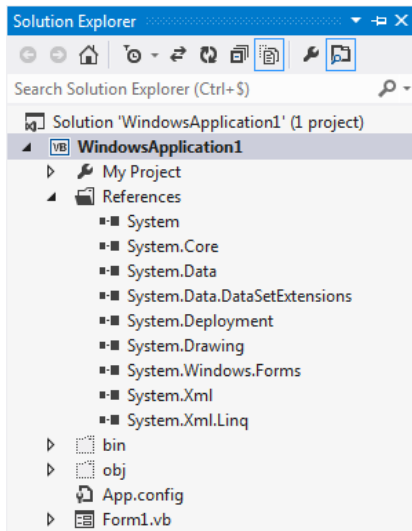 Solution Explorer
Search Solution Explorer (Ctrl+$)
Solution 'WindowsApplication1' (1 project)
VB WindowsApplication1
My Project
References
System
System.Core
System.Data
System.Data.DataSetExtensions
System.Deployment
System.Drawing
System.Windows.Forms
System.Xml
System.Xml.Linq
bin
obj
App.config
Form1.vb